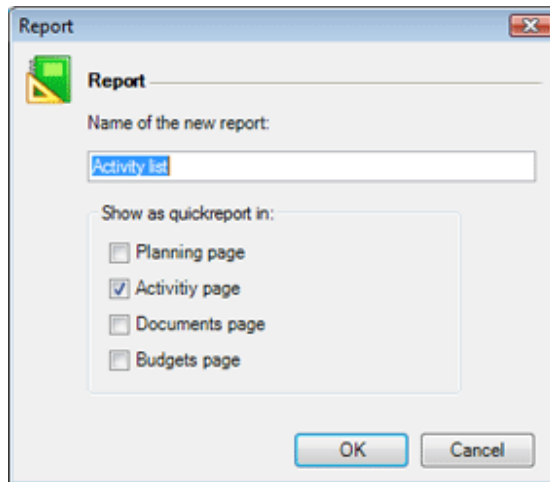 Report
Report
Name of the new report:
Activity list
Show as quickreport in:
Planning page
Activitiy page
Documents page
Budgets page
OK Cancel